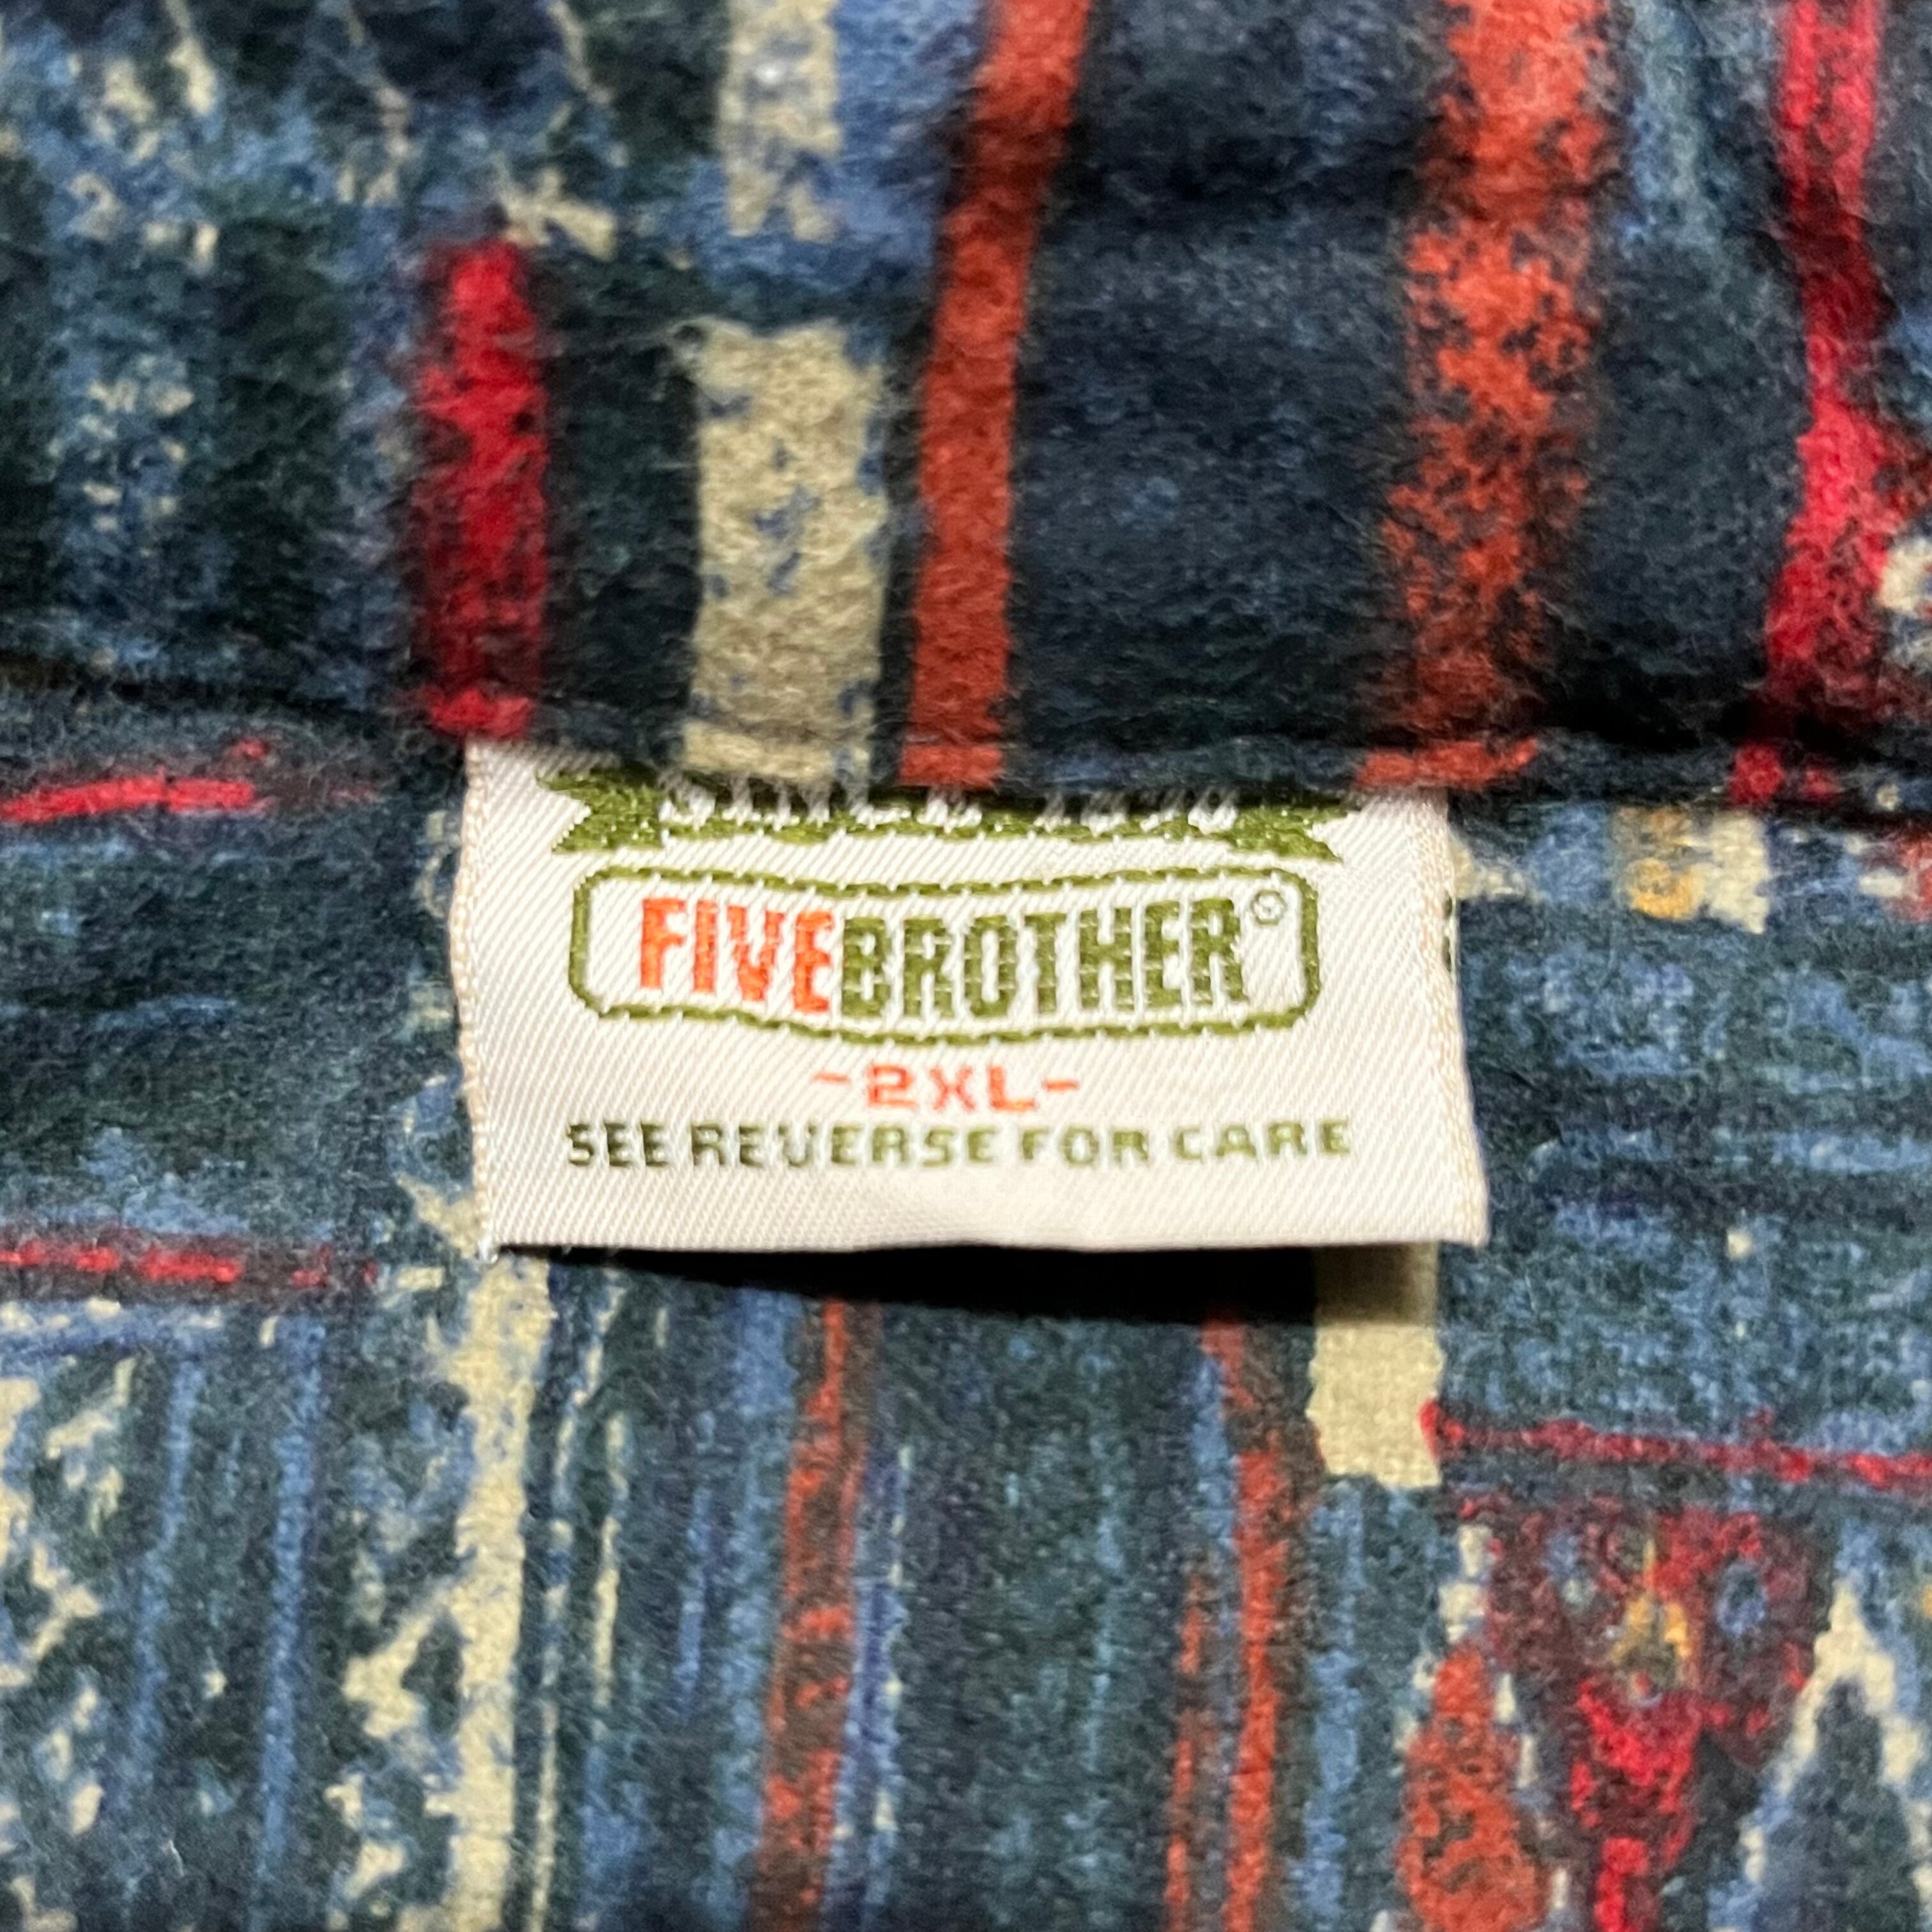 FIVEBROTHER®
-2XL-
SEE REVERSE FOR CARE